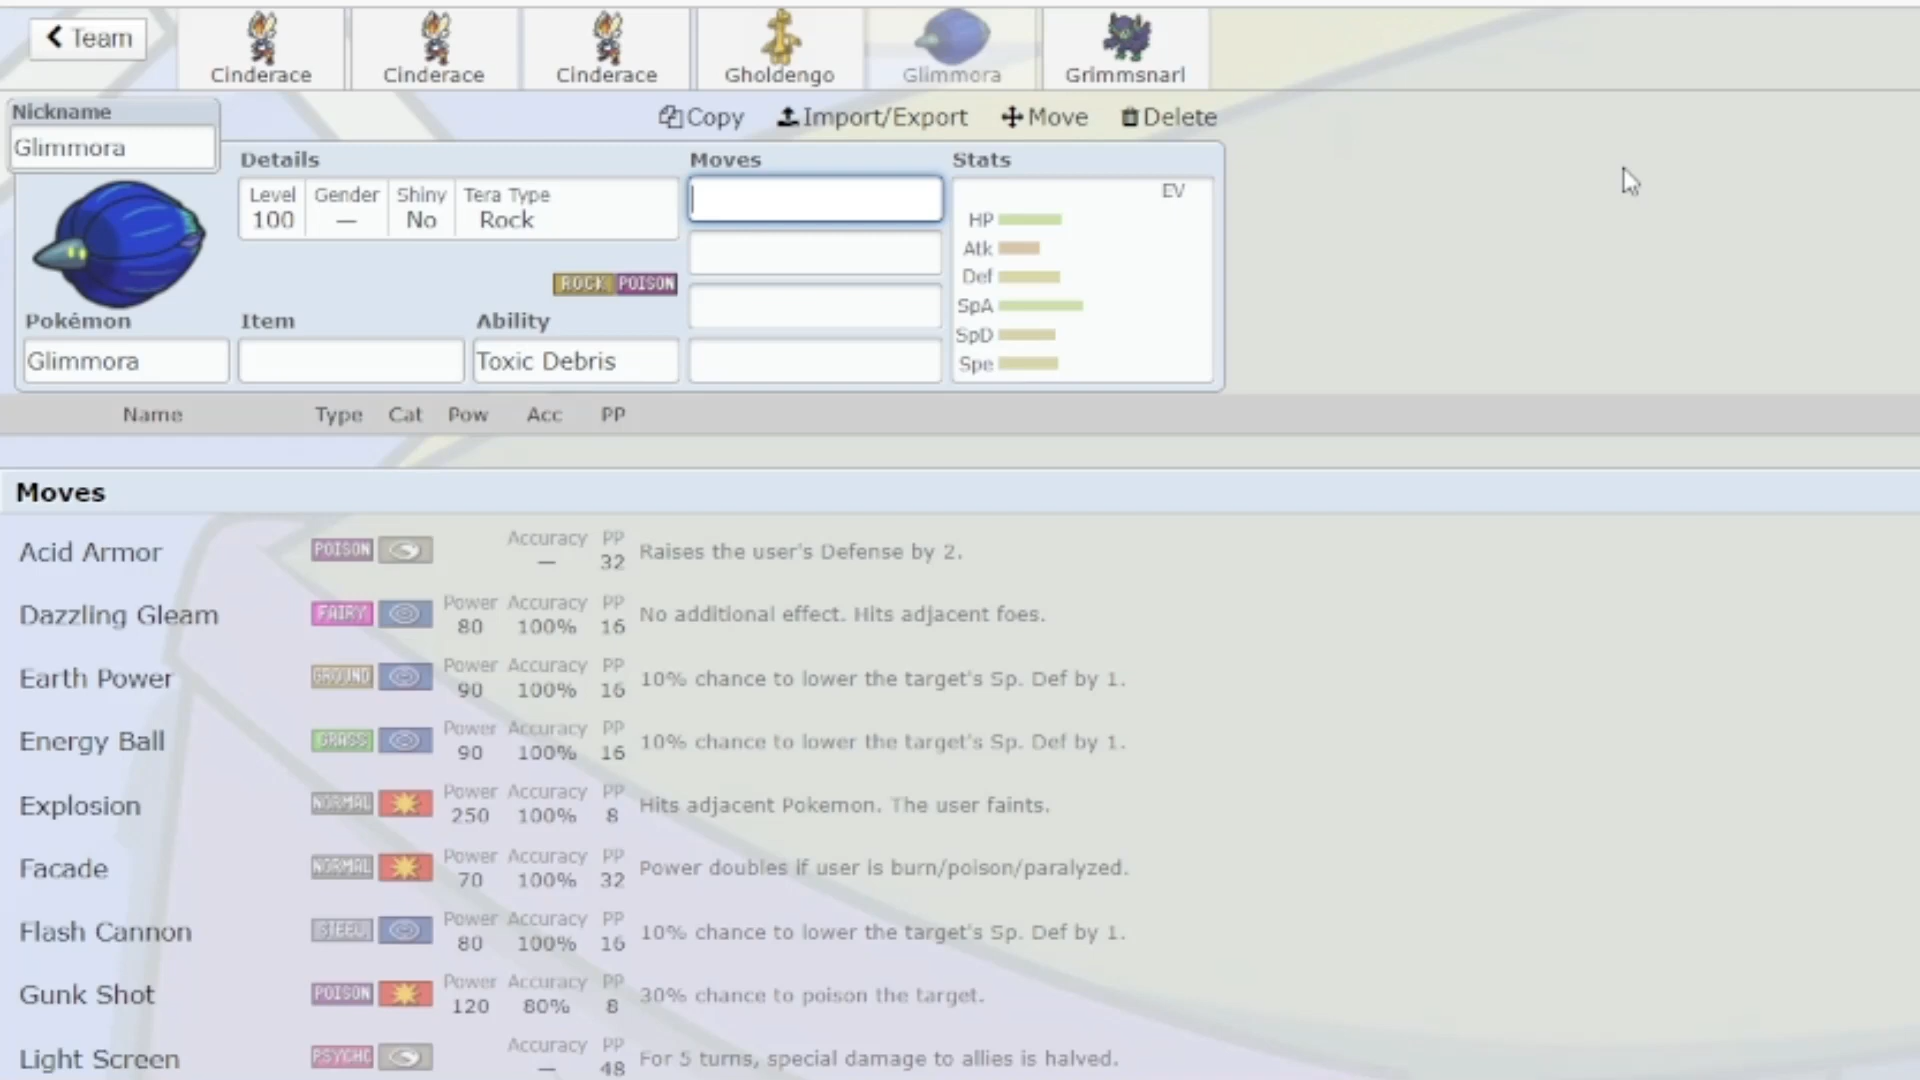 Team
Cinderace
Cinderace
Cinderace
Gholdengo
Glimmora
Grimmsnarl
Nickname
Glimmora
Copy Import/Export Move Delete
Details
Moves
Stats
Level Gender Shiny Tera Type
100 — No Rock
EV
HP
Atk
Def
SpA
SpD
Spe
ROCK POISON
Pokémon Item Ability
Glimmora Toxic Debris
Name Type Cat Pow Acc PP
Moves
Acid Armor POISON Accuracy — PP 32 Raises the user's Defense by 2.
Dazzling Gleam FAIRY Power 80 Accuracy 100% PP 16 No additional effect. Hits adjacent foes.
Earth Power GROUND Power 90 Accuracy 100% PP 16 10% chance to lower the target's Sp. Def by 1.
Energy Ball GRASS Power 90 Accuracy 100% PP 16 10% chance to lower the target's Sp. Def by 1.
Explosion NORMAL Power 250 Accuracy 100% PP 8 Hits adjacent Pokemon. The user faints.
Facade NORMAL Power 70 Accuracy 100% PP 32 Power doubles if user is burn/poison/paralyzed.
Flash Cannon STEEL Power 80 Accuracy 100% PP 16 10% chance to lower the target's Sp. Def by 1.
Gunk Shot POISON Power 120 Accuracy 80% PP 8 30% chance to poison the target.
Light Screen PSYCHC Accuracy — PP 48 For 5 turns, special damage to allies is halved.